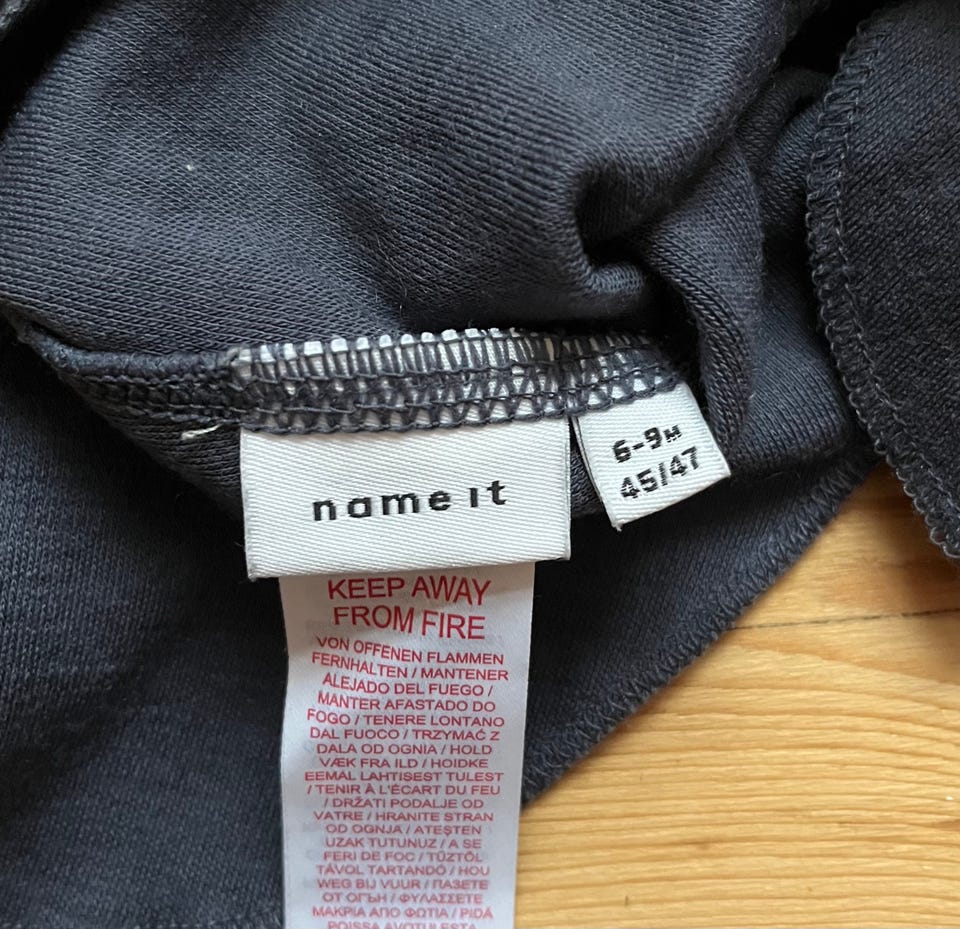 name it
6-9M
45/47
KEEP AWAY
FROM FIRE
VON OFFENEN FLAMMEN
FERNHALTEN / MANTENER
ALEJADO DEL FUEGO /
MANTER AFASTADO DO
FOGO / TENERE LONTANO
DAL FUOCO / TRZYMAĆ Z
DALA OD OGNIA / HOLD
VÆK FRA ILD / HOIDKE
EEMAL LAHTISEST TULEST
/ TENIR À L'ÉCART DU FEU
/ DRŽATI PODALJE OD
VATRE / HRANITE STRAN
OD OGNJA / ATEŞTEN
UZAK TUTUNUZ / A SE
FERI DE FOC / TŰZTŐL
TÁVOL TARTANDÓ / HOU
WEG BIJ VUUR / ПАЗЕТЕ
ОТ ОГЪН / ΦΥΛΑΣΣΕΤΕ
ΜΑΚΡΙΑ ΑΠΟ ΦΩΤΙΑ / PIDÄ
POISSA AVOTULESTA